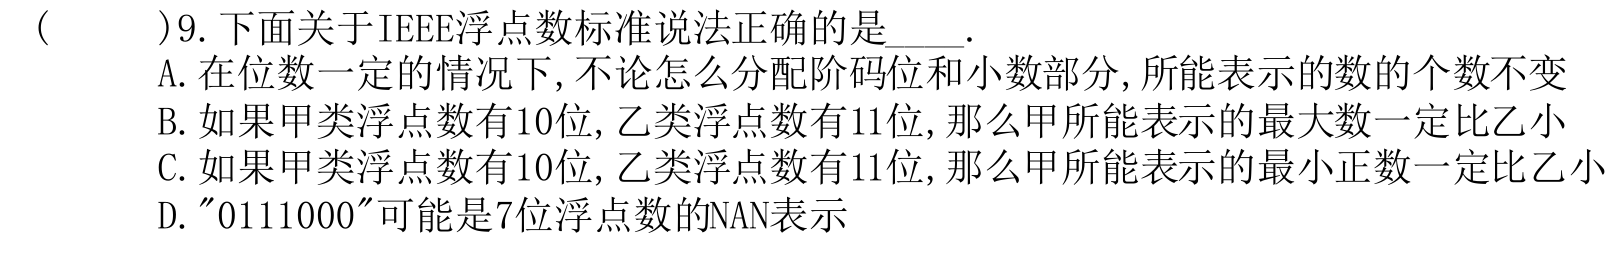 (　　　)9.下面关于IEEE浮点数标准说法正确的是____.
A.在位数一定的情况下,不论怎么分配阶码位和小数部分,所能表示的数的个数不变
B.如果甲类浮点数有10位,乙类浮点数有11位,那么甲所能表示的最大数一定比乙小
C.如果甲类浮点数有10位,乙类浮点数有11位,那么甲所能表示的最小正数一定比乙小
D."0111000"可能是7位浮点数的NAN表示